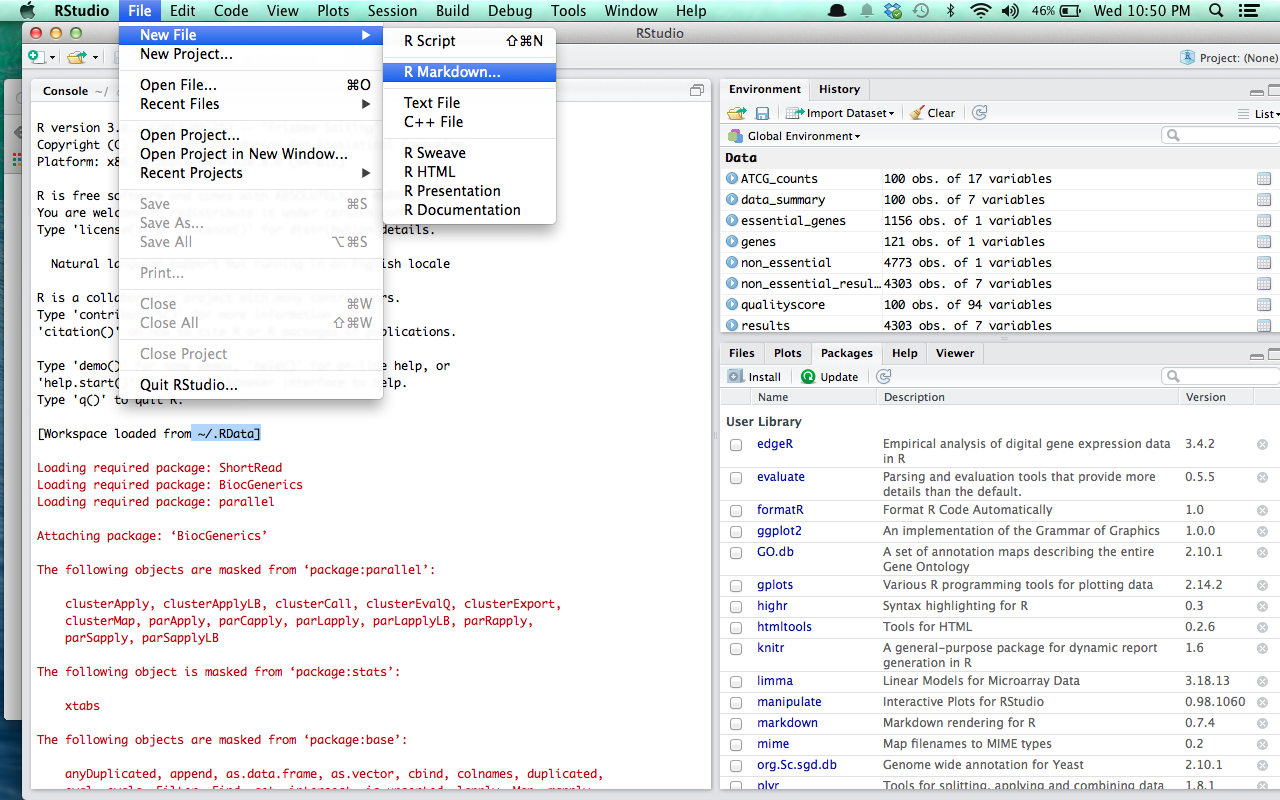 RStudio File Edit Code View Plots Session Build Debug Tools Window Help 46% Wed 10:50 PM
RStudio
Project: (None)
New File
New Project...
Open File... ⌘O
Recent Files
Open Project...
Open Project in New Window...
Recent Projects
Save ⌘S
Save As...
Save All ⌥⌘S
Print...
Close ⌘W
Close All ⇧⌘W
Close Project
Quit RStudio...
R Script ⇧⌘N
R Markdown...
Text File
C++ File
R Sweave
R HTML
R Presentation
R Documentation
Console ~/
R version 3.
Copyright (C
Platform: x8
R is free so
You are welc
Type 'licens details.
Natural la lish locale
R is a colla rs.
Type 'contri
'citation()' plications.
Type 'demo() help, or
'help.start( help.
Type 'q()' to quit R.
[Workspace loaded from ~/.RData]
Loading required package: ShortRead
Loading required package: BiocGenerics
Loading required package: parallel
Attaching package: ‘BiocGenerics’
The following objects are masked from ‘package:parallel’:
clusterApply, clusterApplyLB, clusterCall, clusterEvalQ, clusterExport,
clusterMap, parApply, parCapply, parLapply, parLapplyLB, parRapply,
parSapply, parSapplyLB
The following object is masked from ‘package:stats’:
xtabs
The following objects are masked from ‘package:base’:
anyDuplicated, append, as.data.frame, as.vector, cbind, colnames, duplicated,
Environment History
Import Dataset Clear List
Global Environment
Data
ATCG_counts 100 obs. of 17 variables
data_summary 100 obs. of 7 variables
essential_genes 1156 obs. of 1 variables
genes 121 obs. of 1 variables
non_essential 4773 obs. of 1 variables
non_essential_resul… 4303 obs. of 7 variables
qualityscore 100 obs. of 94 variables
results 4303 obs. of 7 variables
Files Plots Packages Help Viewer
Install Update
Name Description Version
User Library
edgeR Empirical analysis of digital gene expression data 3.4.2
in R
evaluate Parsing and evaluation tools that provide more 0.5.5
details than the default.
formatR Format R Code Automatically 1.0
ggplot2 An implementation of the Grammar of Graphics 1.0.0
GO.db A set of annotation maps describing the entire 2.10.1
Gene Ontology
gplots Various R programming tools for plotting data 2.14.2
highr Syntax highlighting for R 0.3
htmltools Tools for HTML 0.2.6
knitr A general-purpose package for dynamic report 1.6
generation in R
limma Linear Models for Microarray Data 3.18.13
manipulate Interactive Plots for RStudio 0.98.1060
markdown Markdown rendering for R 0.7.4
mime Map filenames to MIME types 0.2
org.Sc.sgd.db Genome wide annotation for Yeast 2.10.1
plyr Tools for splitting, applying and combining data 1.8.1